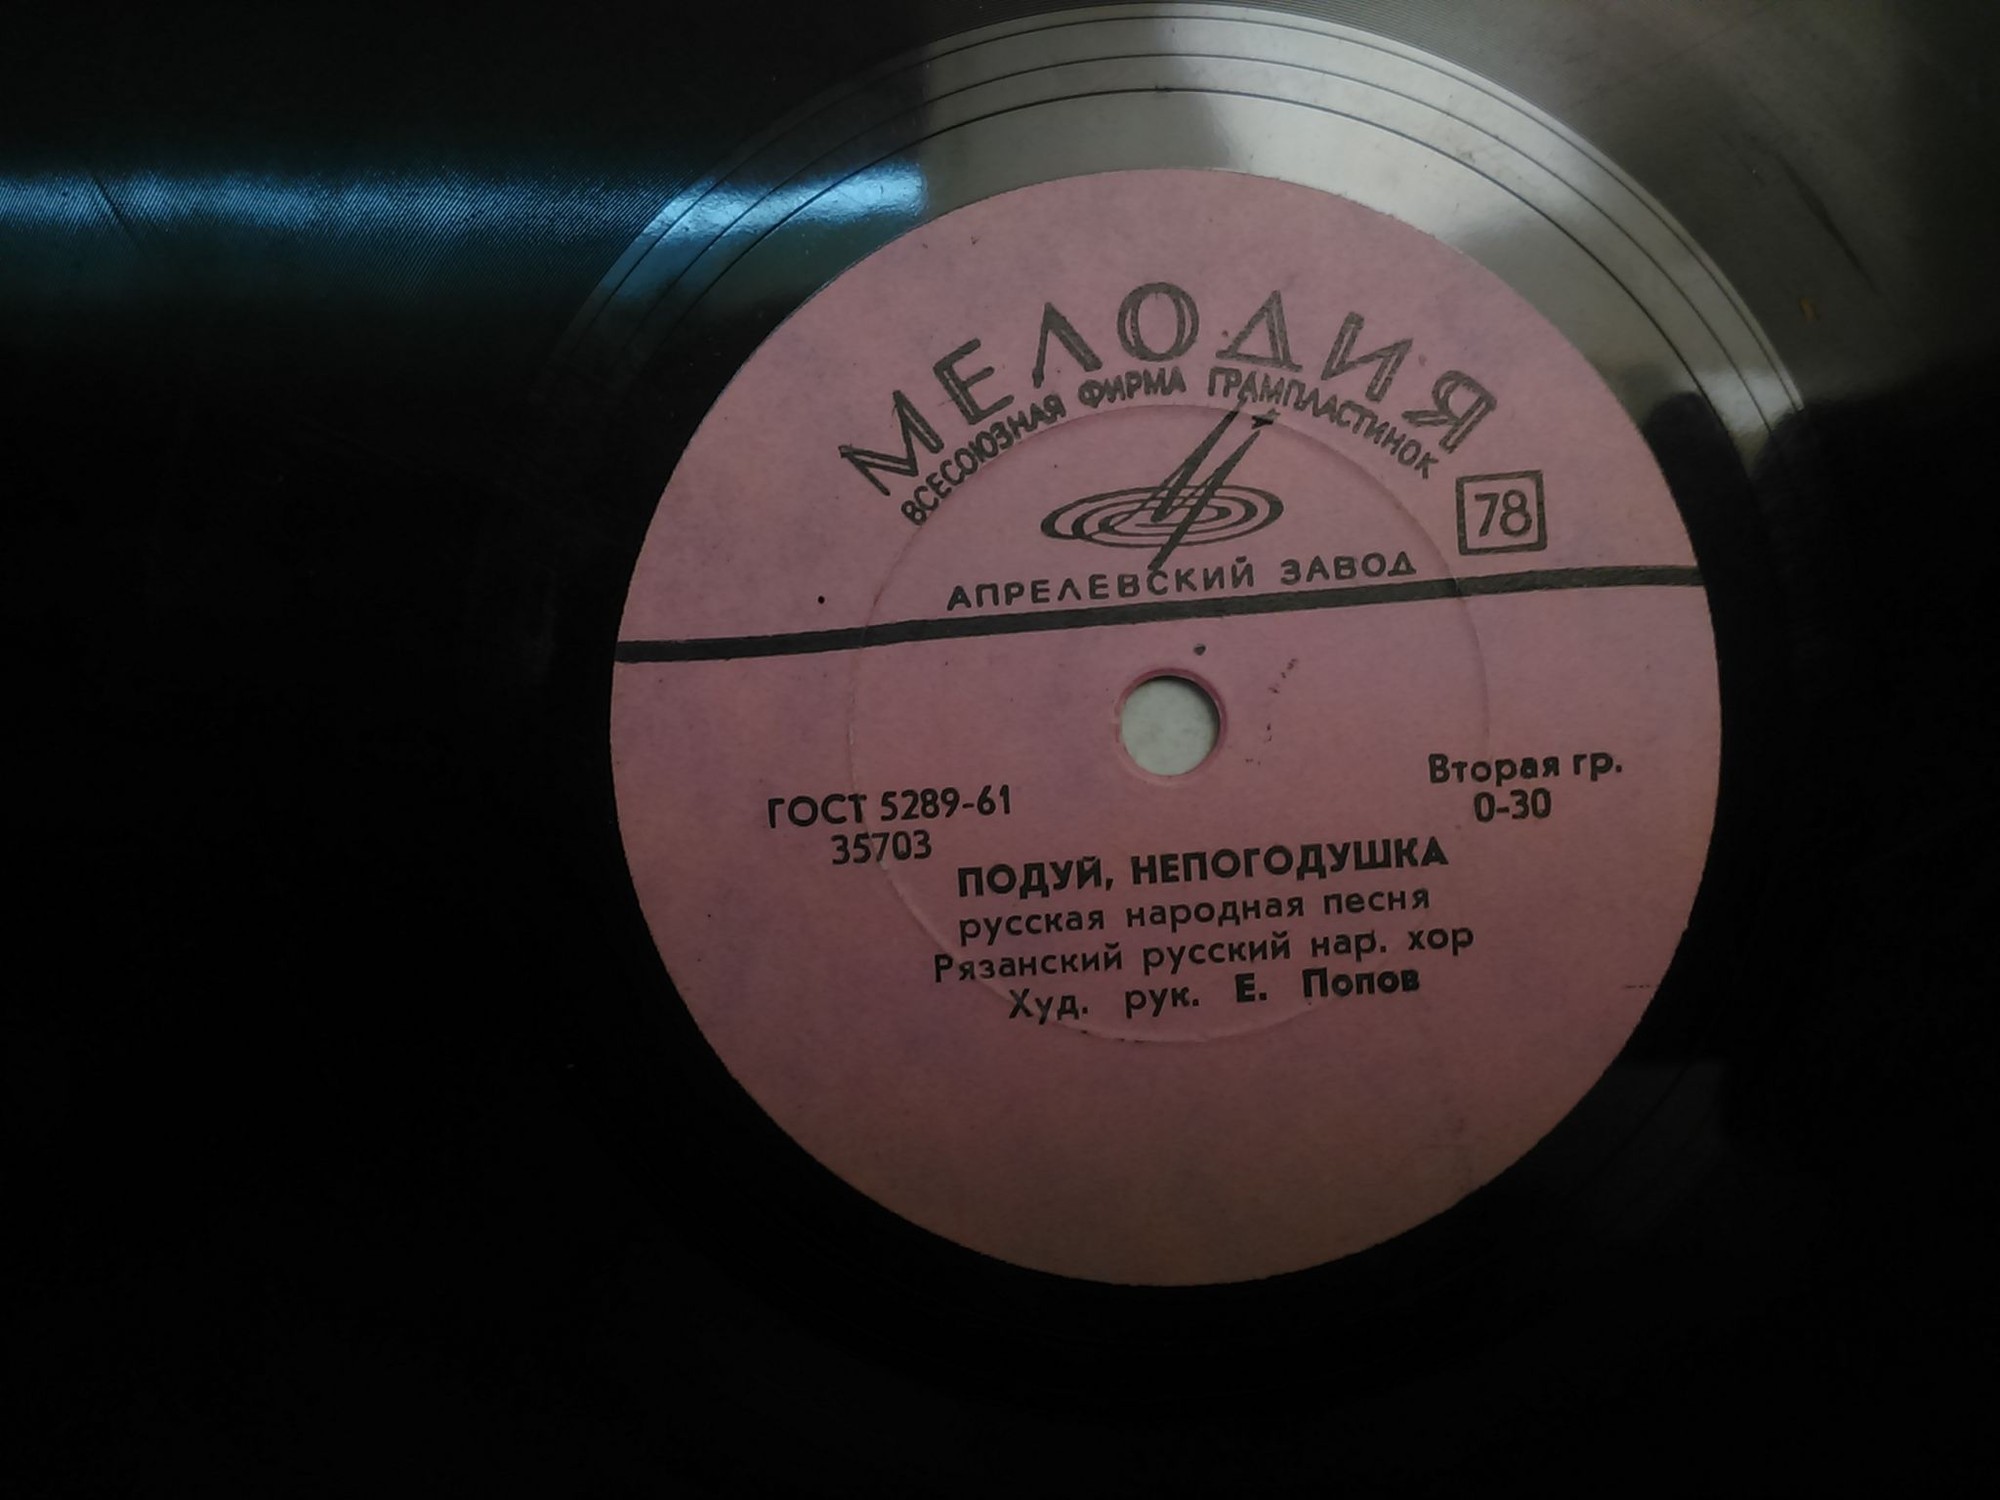 МЕЛОДИЯ
ВСЕСОЮЗНАЯ ФИРМА ГРАМПЛАСТИНОК
78
АПРЕЛЕВСКИЙ ЗАВОД
ГОСТ 5289-61
35703
Вторая гр.
0-30
ПОДУЙ, НЕПОГОДУШКА
русская народная песня
Рязанский русский нар. хор
Худ. рук. Е. Попов